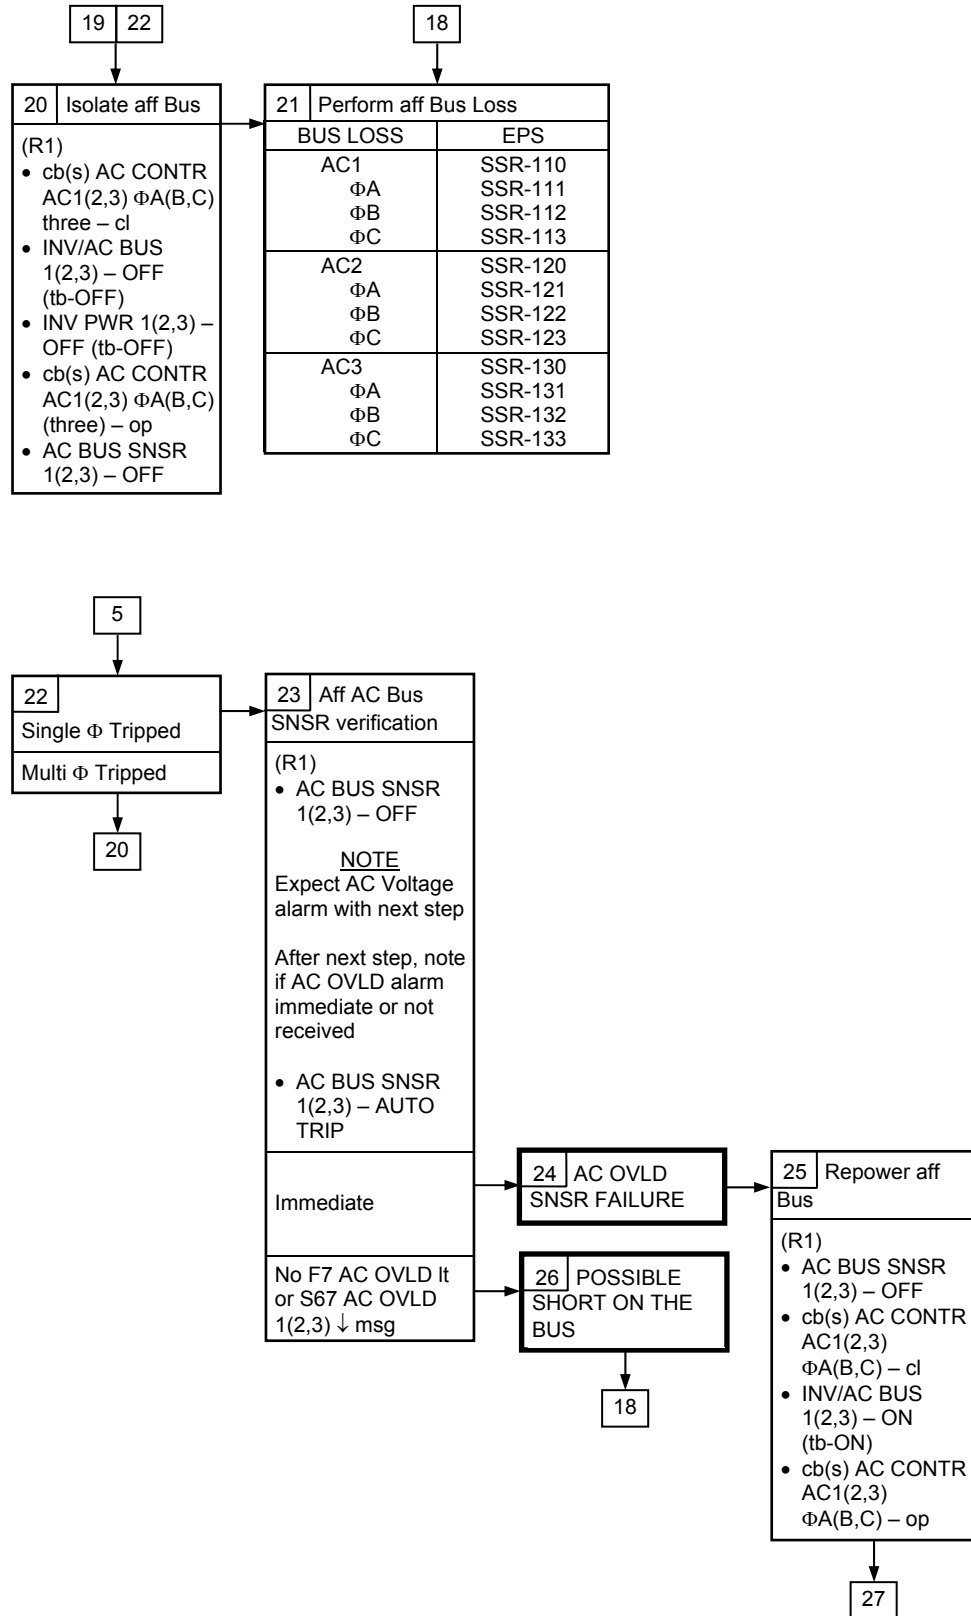 19 22
18
20 Isolate aff Bus
(R1)
• cb(s) AC CONTR
AC1(2,3) ΦA(B,C)
three – cl
• INV/AC BUS
1(2,3) – OFF
(tb-OFF)
• INV PWR 1(2,3) –
OFF (tb-OFF)
• cb(s) AC CONTR
AC1(2,3) ΦA(B,C)
(three) – op
• AC BUS SNSR
1(2,3) – OFF
21 Perform aff Bus Loss
BUS LOSS EPS
AC1 SSR-110
ΦA SSR-111
ΦB SSR-112
ΦC SSR-113
AC2 SSR-120
ΦA SSR-121
ΦB SSR-122
ΦC SSR-123
AC3 SSR-130
ΦA SSR-131
ΦB SSR-132
ΦC SSR-133
5
22
Single Φ Tripped
Multi Φ Tripped
20
23 Aff AC Bus
SNSR verification
(R1)
• AC BUS SNSR
1(2,3) – OFF
NOTE
Expect AC Voltage
alarm with next step
After next step, note
if AC OVLD alarm
immediate or not
received
• AC BUS SNSR
1(2,3) – AUTO
TRIP
Immediate
No F7 AC OVLD lt
or S67 AC OVLD
1(2,3) ↓ msg
24 AC OVLD
SNSR FAILURE
26 POSSIBLE
SHORT ON THE
BUS
18
25 Repower aff
Bus
(R1)
• AC BUS SNSR
1(2,3) – OFF
• cb(s) AC CONTR
AC1(2,3)
ΦA(B,C) – cl
• INV/AC BUS
1(2,3) – ON
(tb-ON)
• cb(s) AC CONTR
AC1(2,3)
ΦA(B,C) – op
27